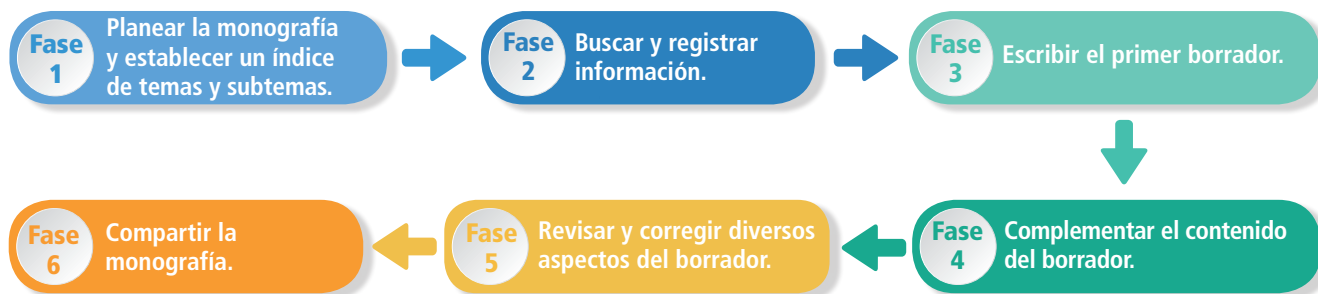 Fase
1
Planear la monografía
y establecer un índice
de temas y subtemas.
Fase
2
Buscar y registrar
información.
Fase
3
Escribir el primer borrador.
Fase
4
Complementar el contenido
del borrador.
Fase
5
Revisar y corregir diversos
aspectos del borrador.
Fase
6
Compartir la
monografía.